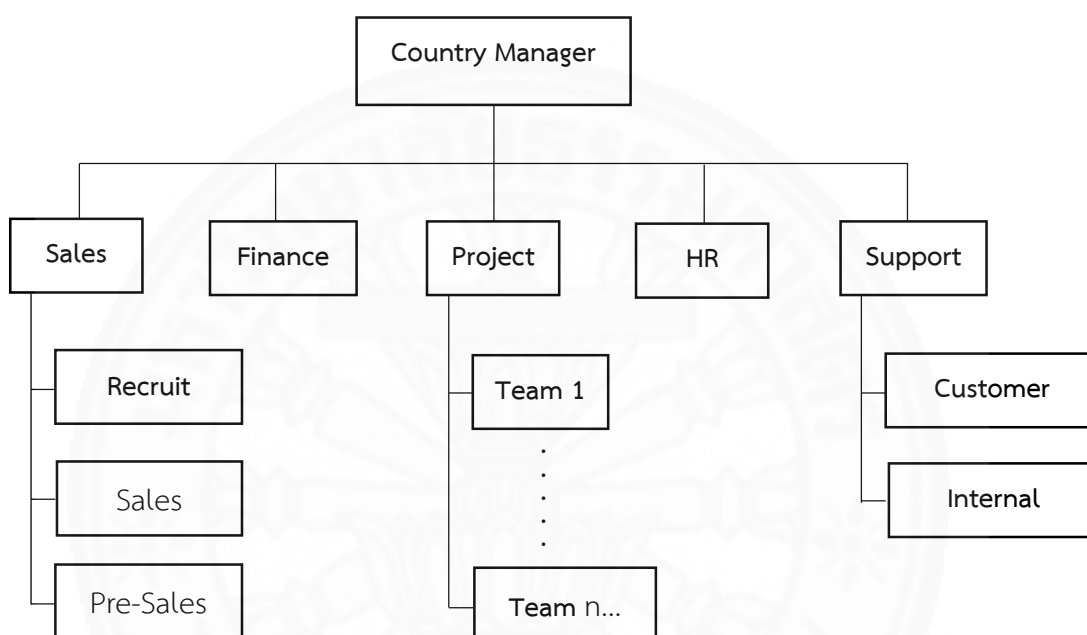 Country Manager
Sales
Finance
Project
HR
Support
Recruit
Team 1
Customer
Sales
Internal
Pre-Sales
Team n...